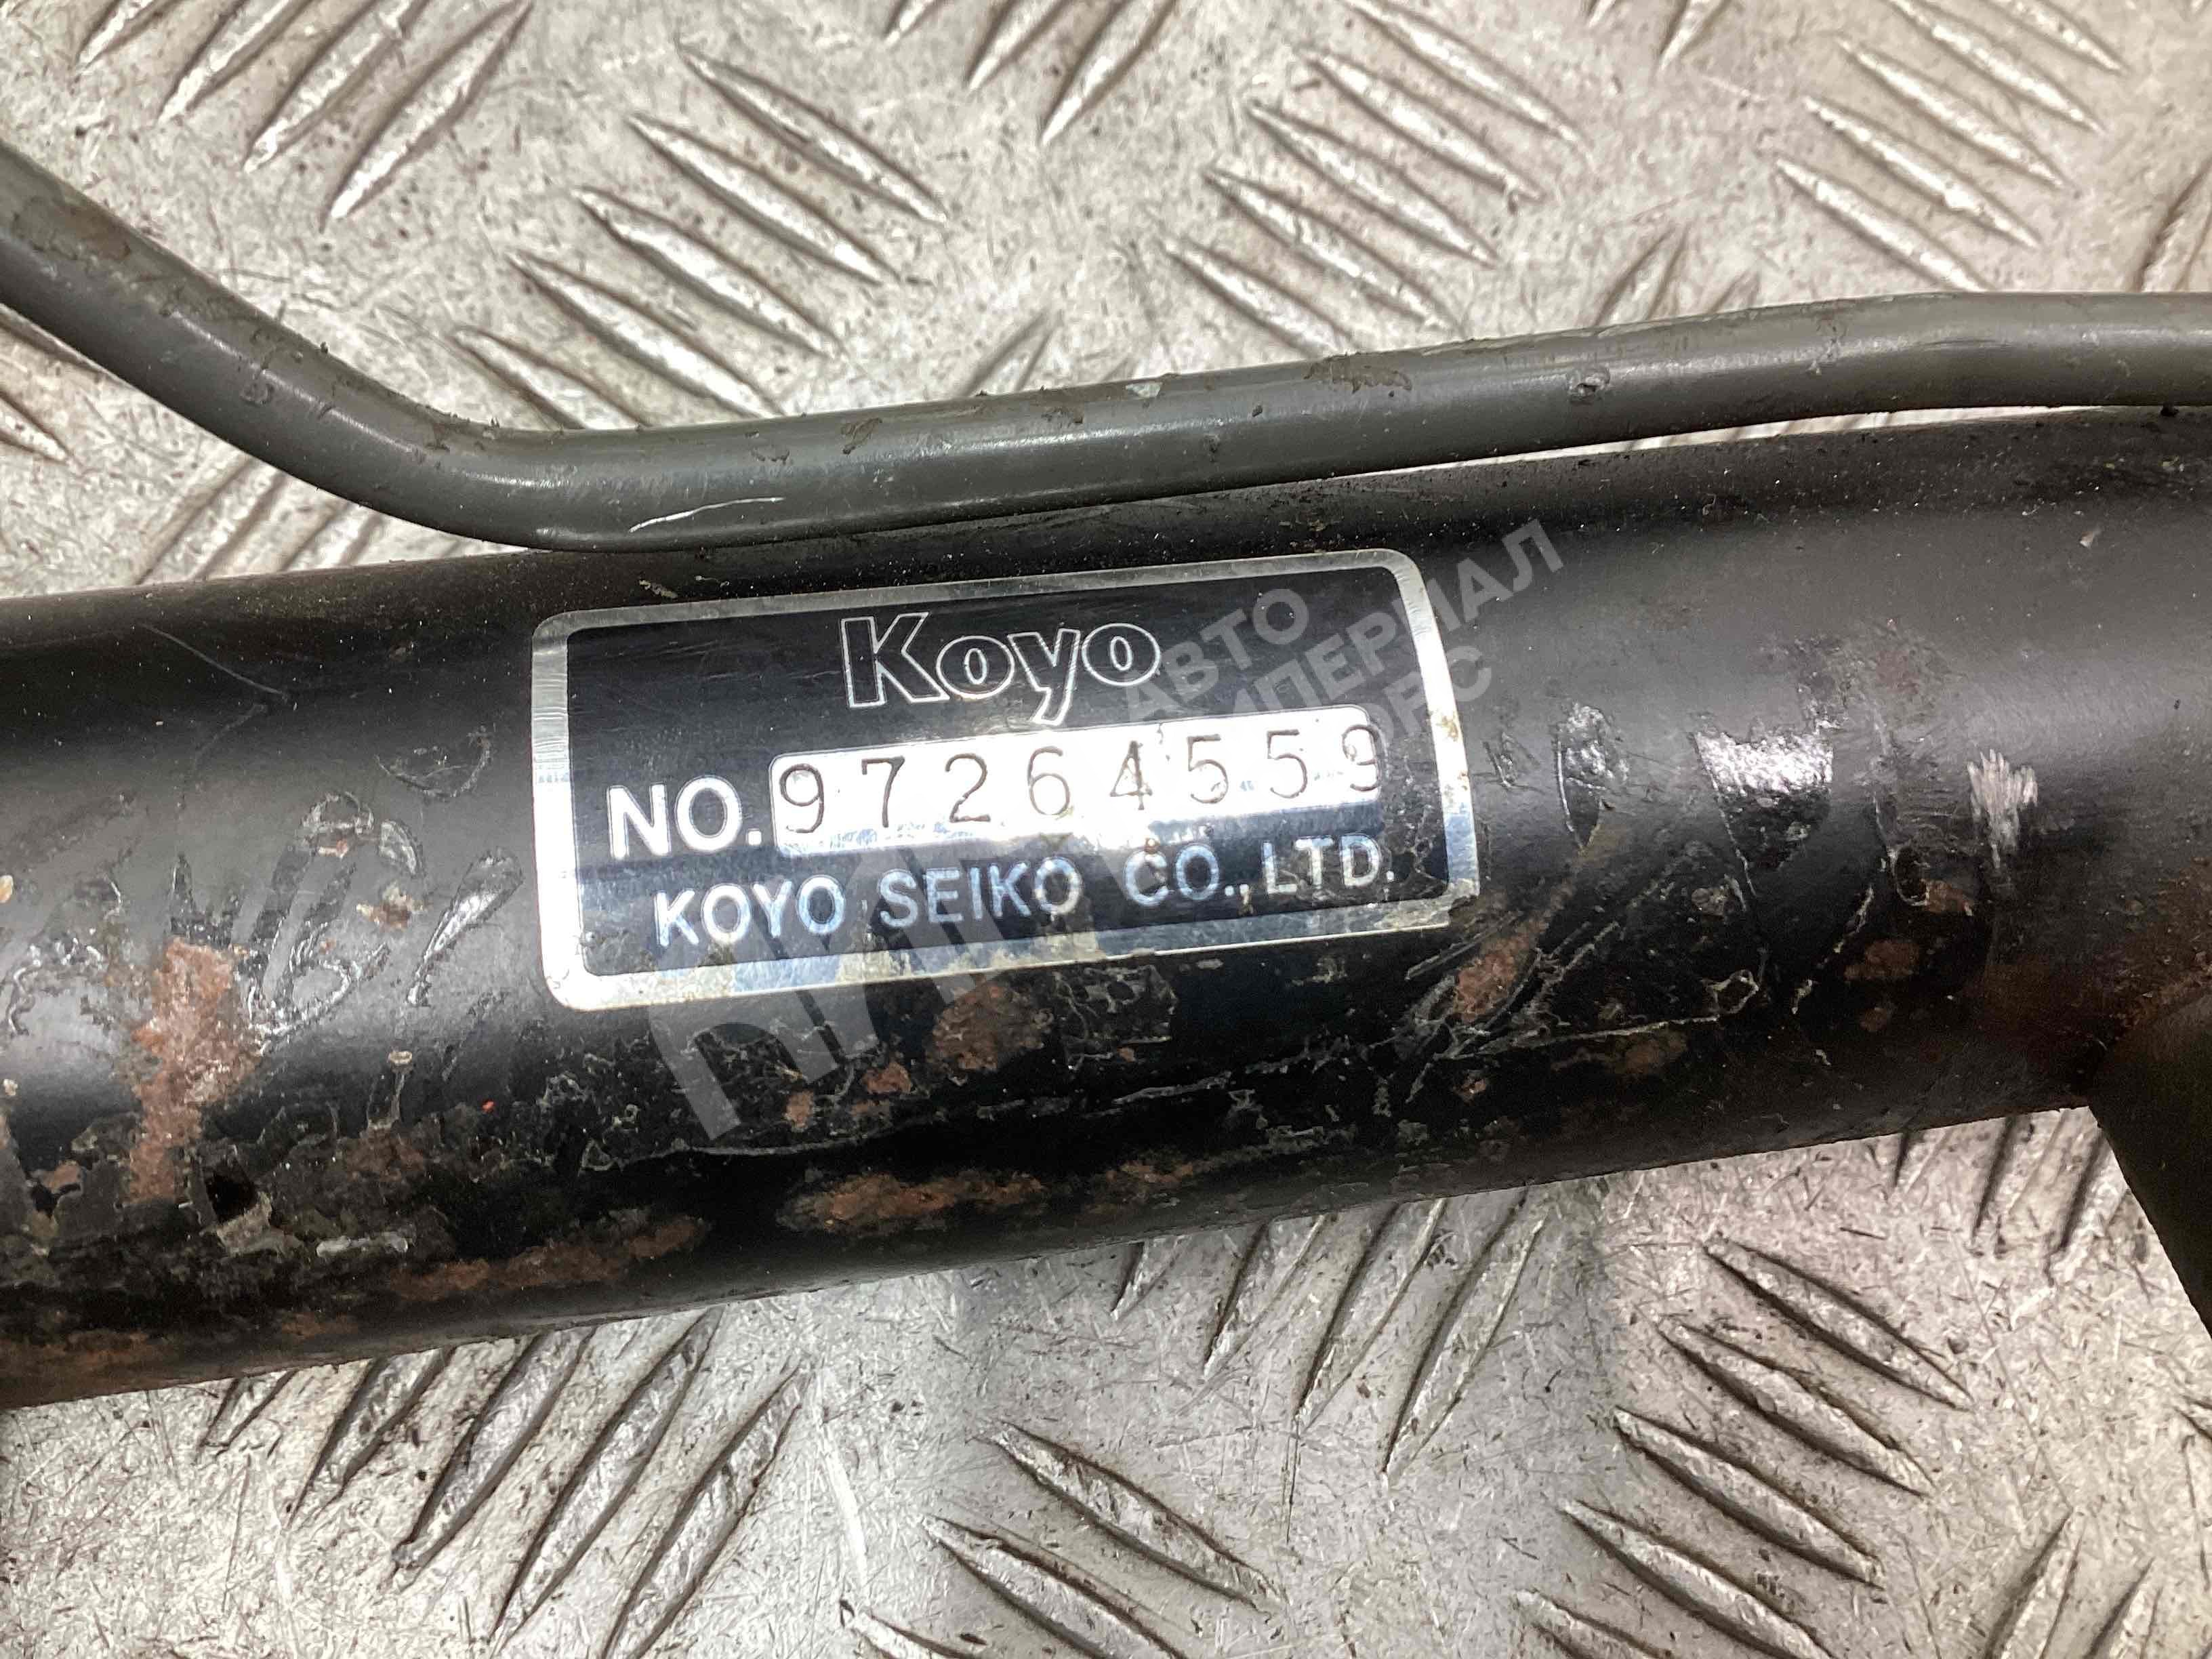 Koyo
NO. 97264559
KOYO SEIKO CO., LTD.
АВТО
ИМПЕРИАЛ